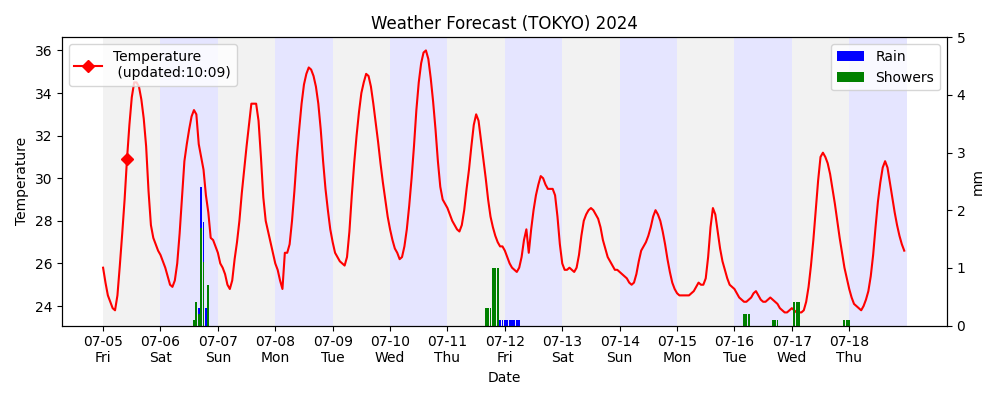 Weather Forecast (TOKYO) 2024
Temperature
(updated:10:09)
Rain
Showers
36
34
32
30
28
26
24
Temperature
5
4
3
2
1
0
mm
07-05 07-06 07-07 07-08 07-09 07-10 07-11 07-12 07-13 07-14 07-15 07-16 07-17 07-18
Fri Sat Sun Mon Tue Wed Thu Fri Sat Sun Mon Tue Wed Thu
Date